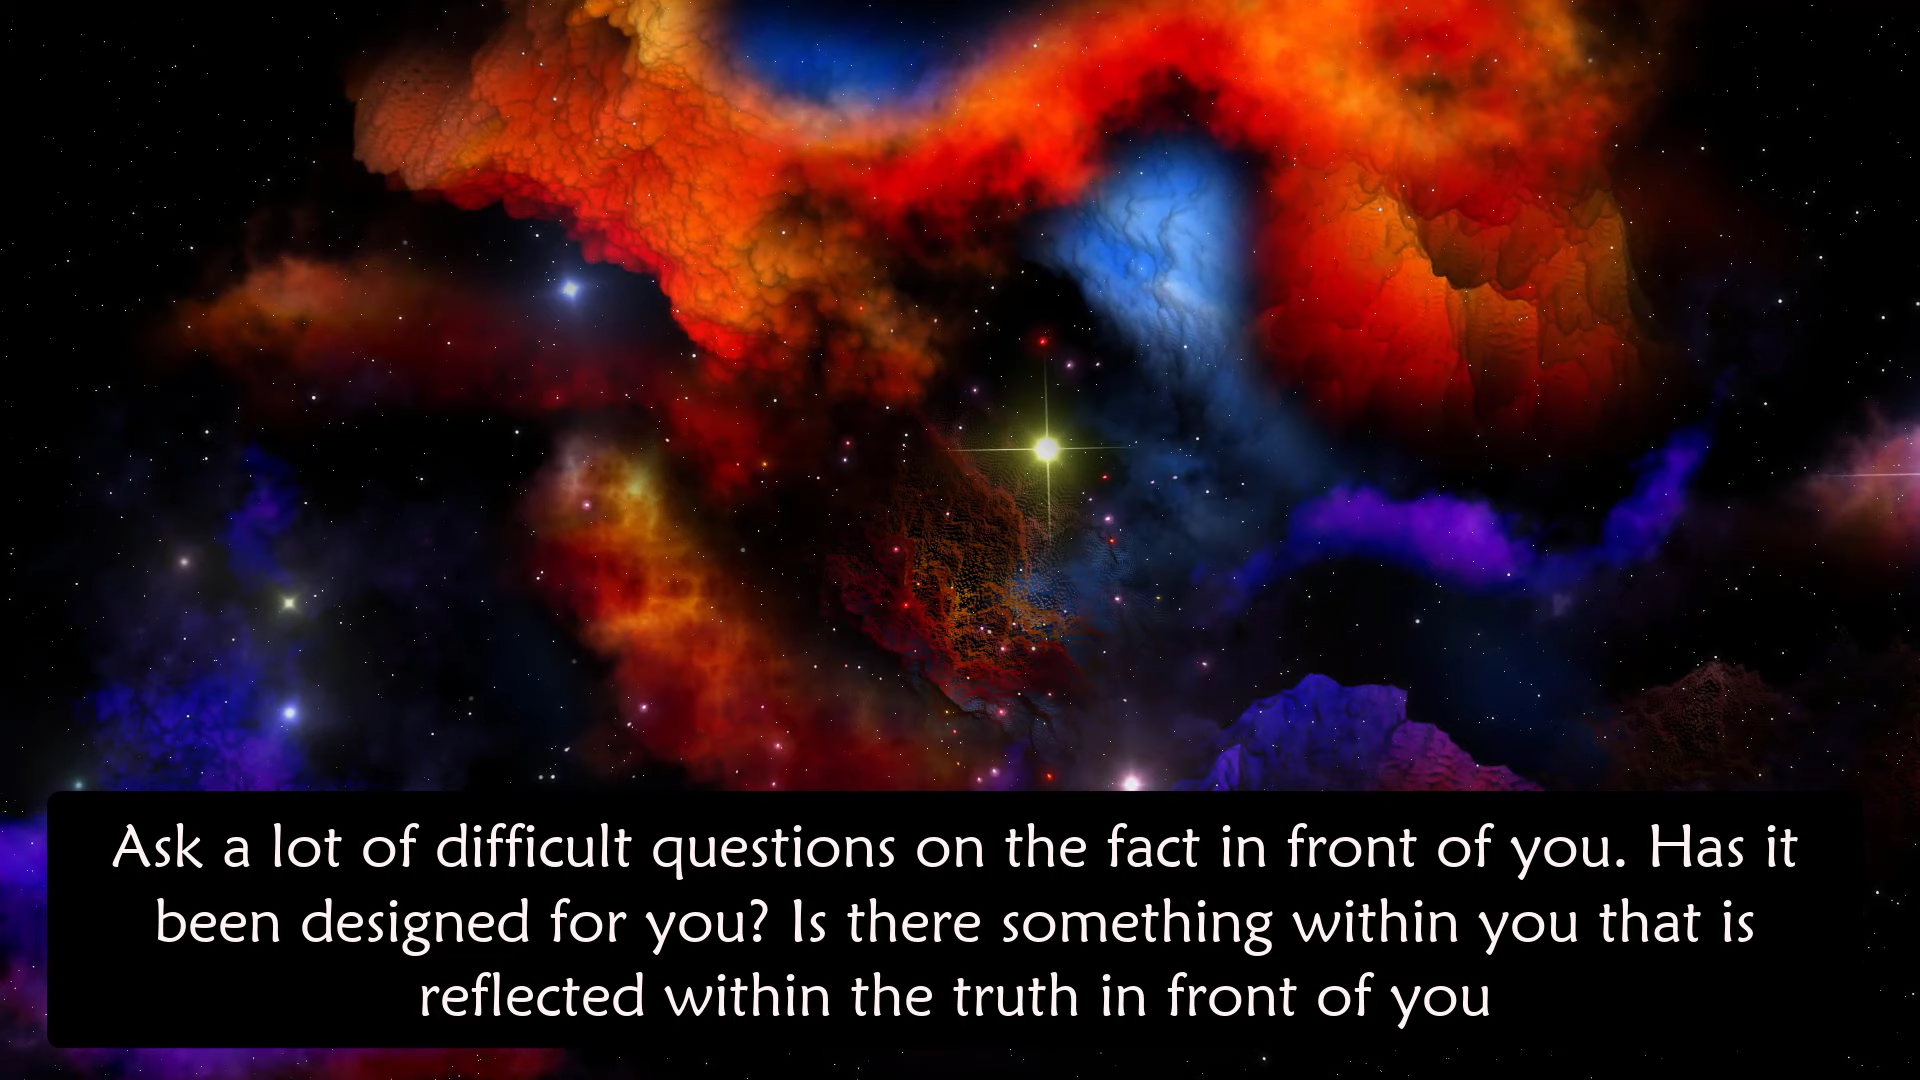 Ask a lot of difficult questions on the fact in front of you. Has it
been designed for you? Is there something within you that is
reflected within the truth in front of you